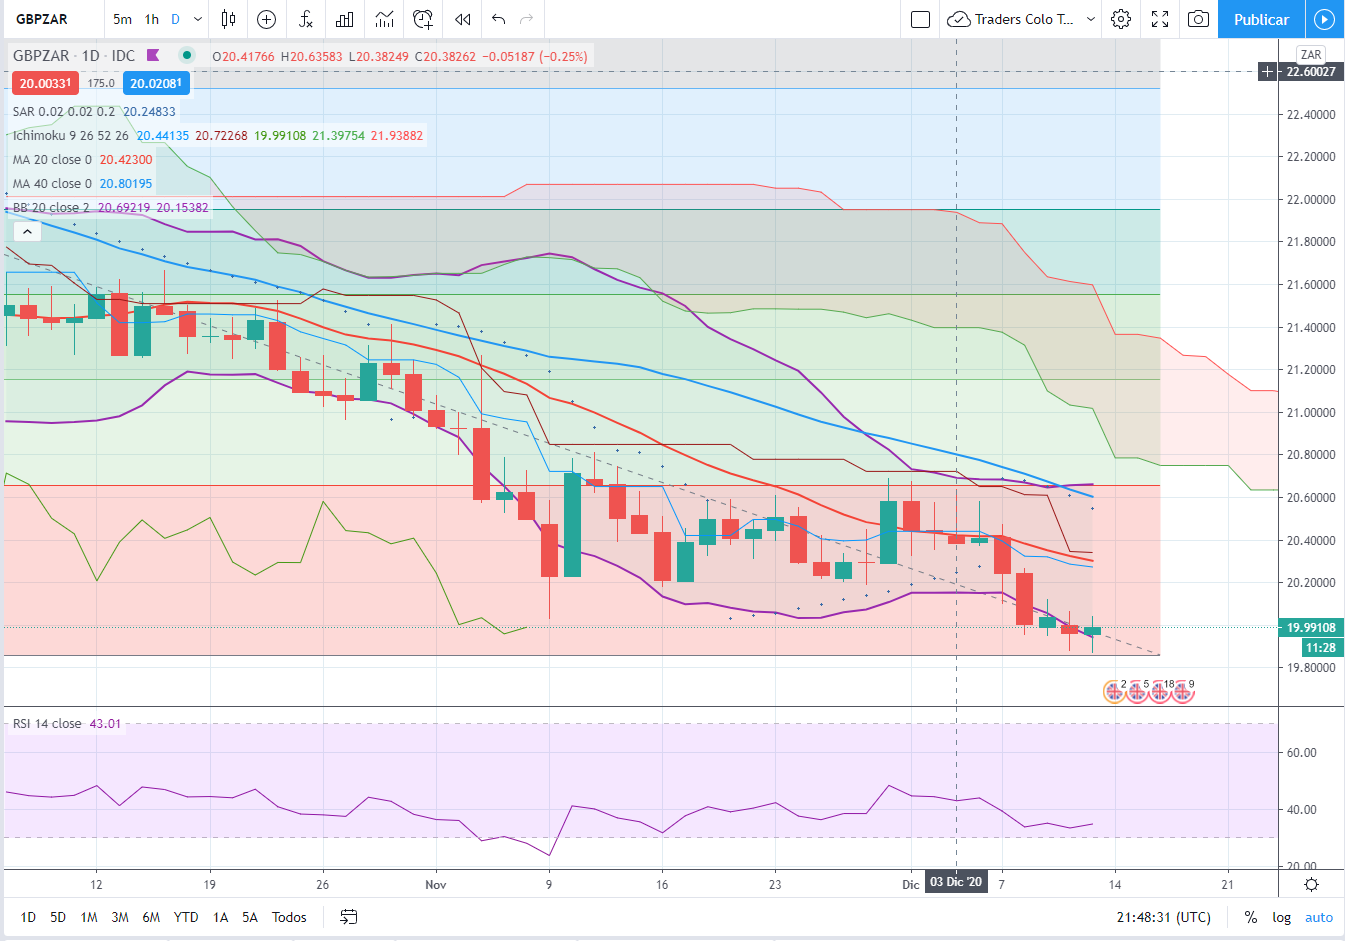 GBPZAR 5m 1h D Traders Colo T... Publicar
GBPZAR · 1D · IDC O20.41766 H20.63583 L20.38249 C20.38262 −0.05187 (−0.25%)
20.00331 175.0 20.02081
SAR 0.02 0.02 0.2 20.24833
Ichimoku 9 26 52 26 20.44135 20.72268 19.99108 21.39754 21.93882
MA 20 close 0 20.42300
MA 40 close 0 20.80195
BB 20 close 2 20.69219 20.15382
ZAR
22.60027
22.40000
22.20000
22.00000
21.80000
21.60000
21.40000
21.20000
21.00000
20.80000
20.60000
20.40000
20.20000
19.99108
11:28
19.80000
2 5 18 9
RSI 14 close 43.01
60.00
40.00
20.00
12 19 26 Nov 9 16 23 Dic 03 Dic '20 7 14 21
1D 5D 1M 3M 6M YTD 1A 5A Todos 21:48:31 (UTC) % log auto